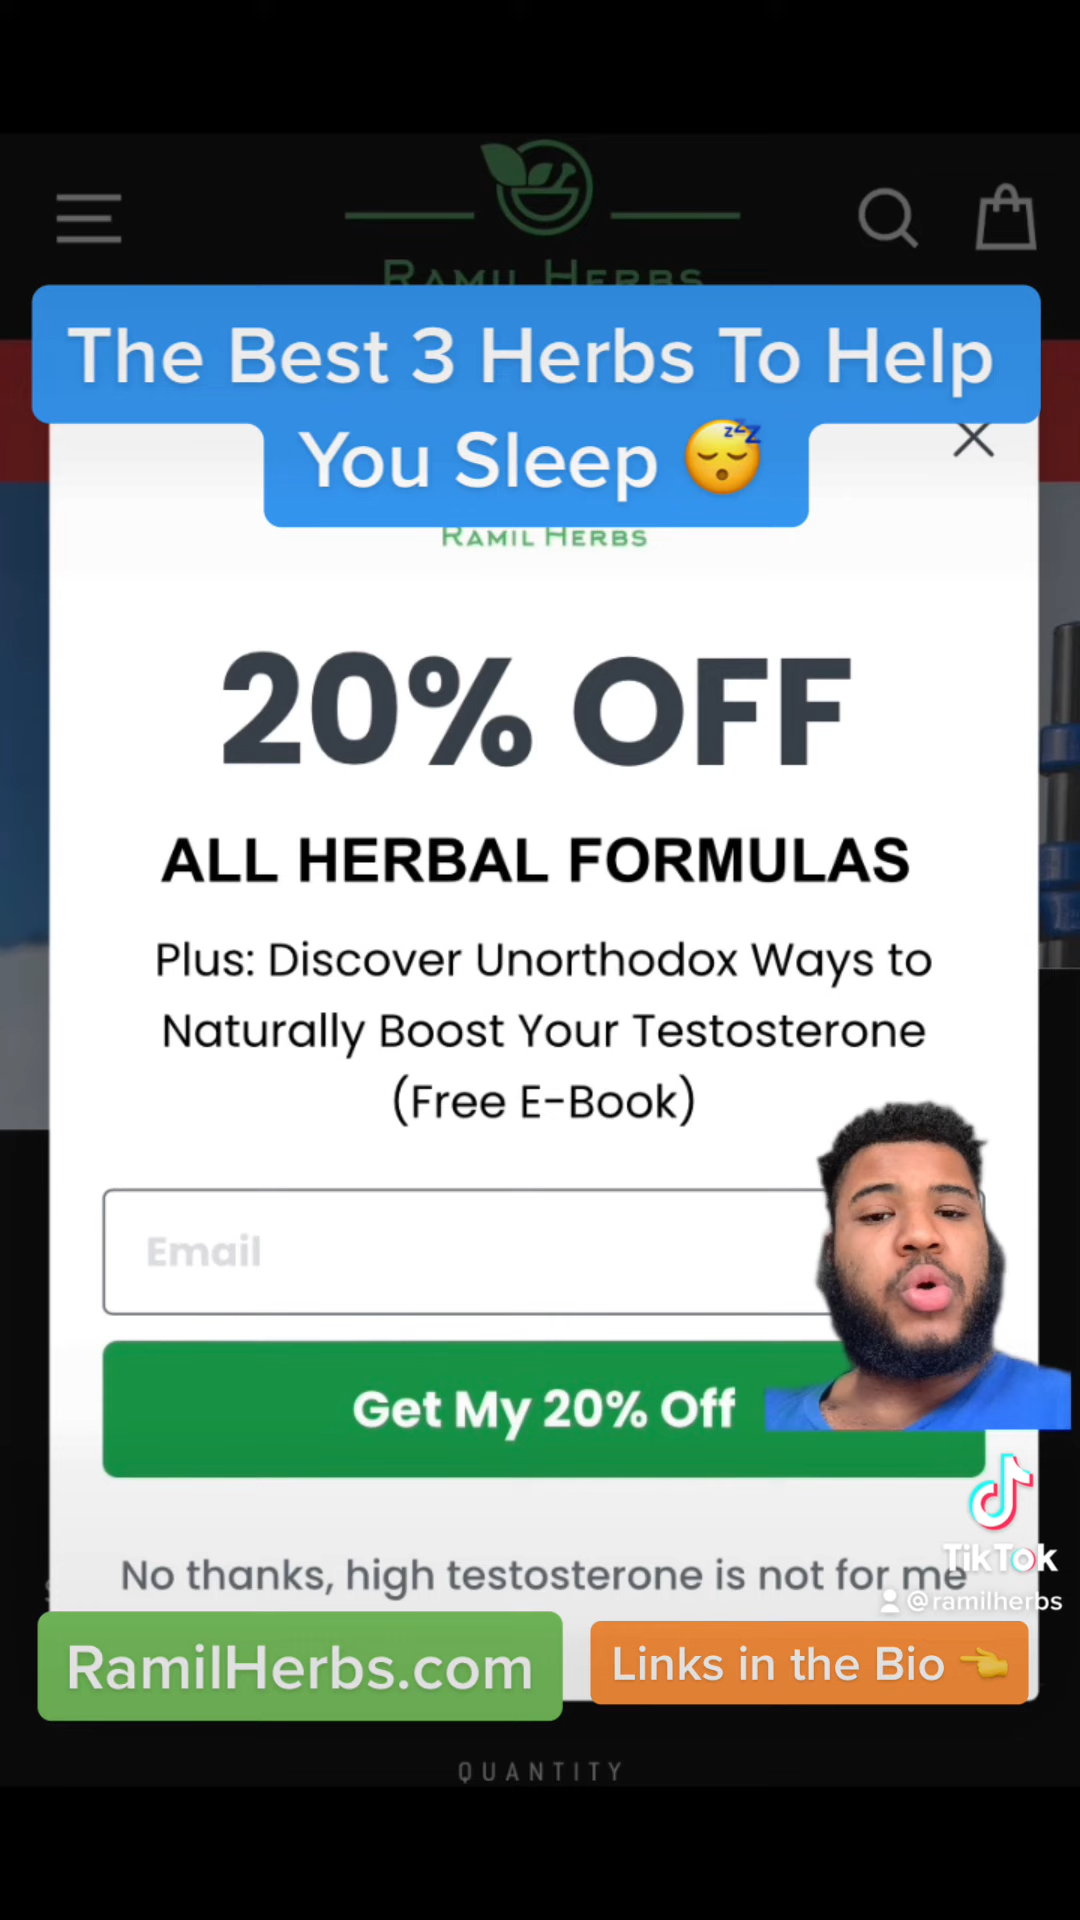 RAMIL HERBS
The Best 3 Herbs To Help
You Sleep 😴
RAMIL HERBS
20% OFF
ALL HERBAL FORMULAS
Plus: Discover Unorthodox Ways to
Naturally Boost Your Testosterone
(Free E-Book)
Email
Get My 20% Off
TikTok
No thanks, high testosterone is not for me
@ramilherbs
RamilHerbs.com
Links in the Bio 👈
QUANTITY